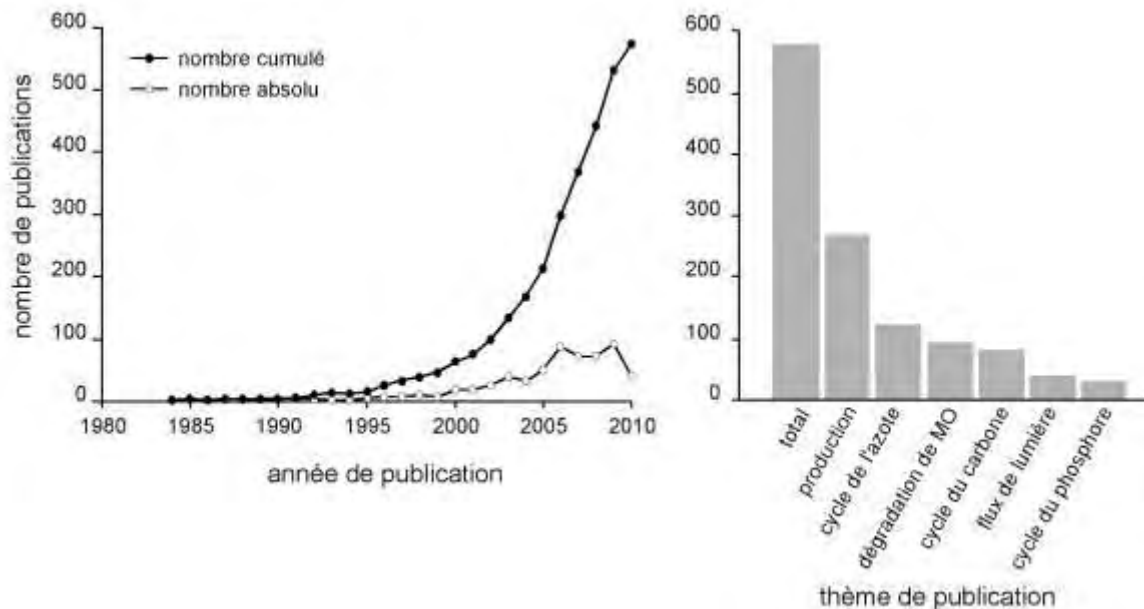 600
500
400
300
200
100
0
nombre de publications
nombre cumulé
nombre absolu
1980 1985 1990 1995 2000 2005 2010
année de publication
600
500
400
300
200
100
0
total
production
cycle de l'azote
dégradation de MO
cycle du carbone
flux de lumière
cycle du phosphore
thème de publication